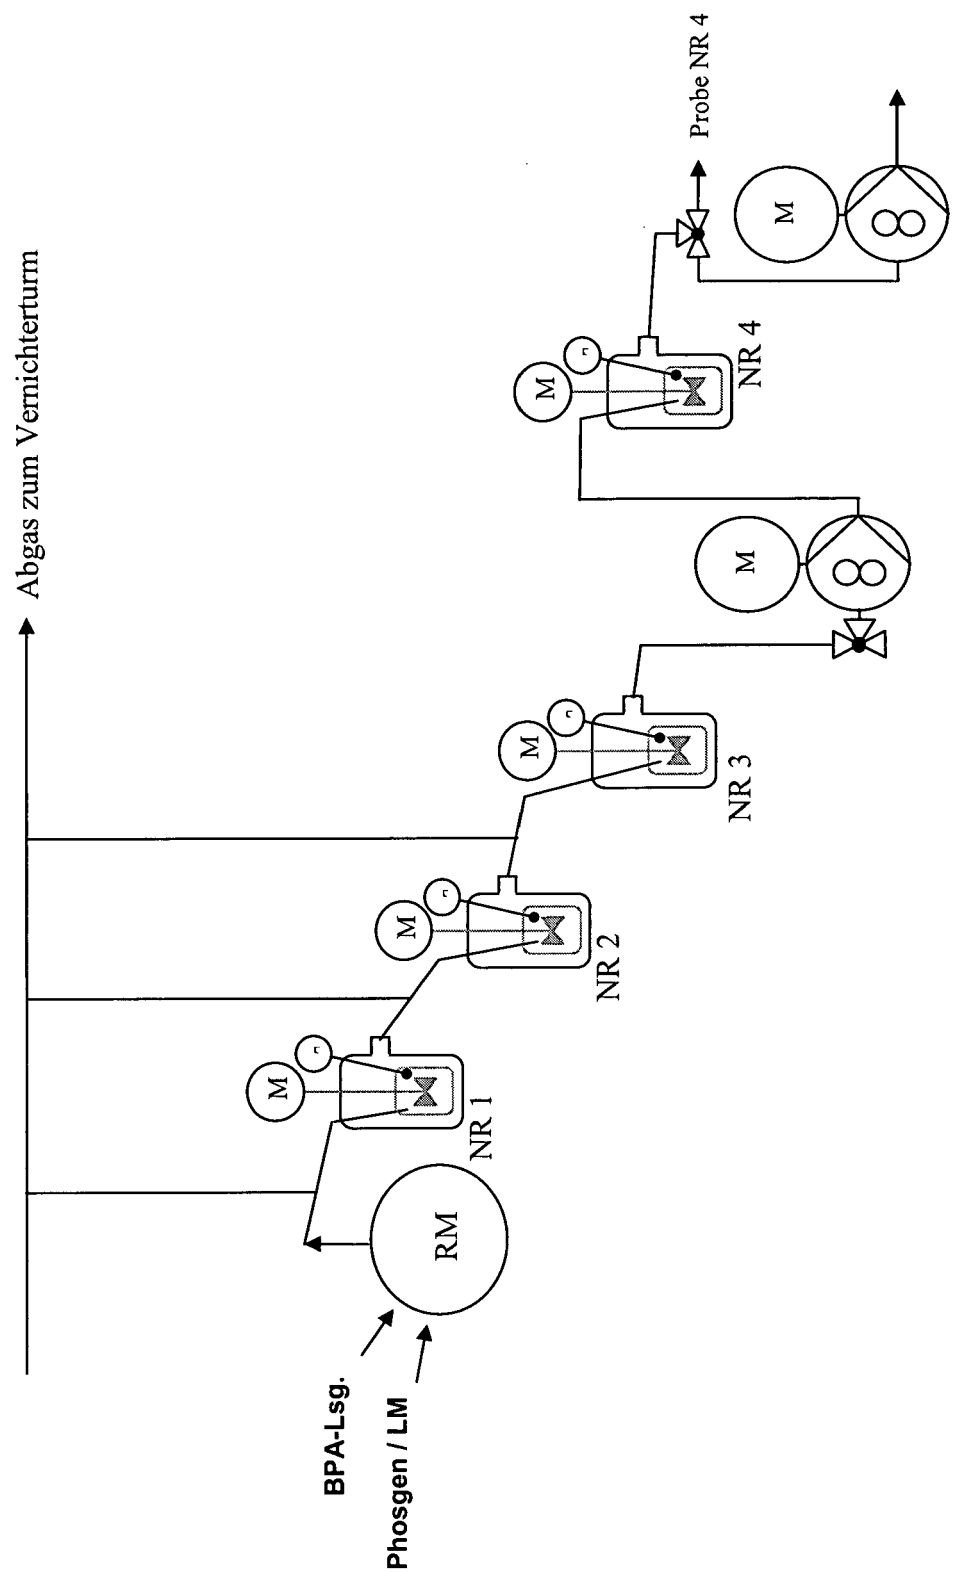 Abgas zum Vernichterturm
BPA-Lsg.
Phosgen / LM
RM
M
NR 1
M
NR 2
M
NR 3
M
M
NR 4
M
Probe NR 4